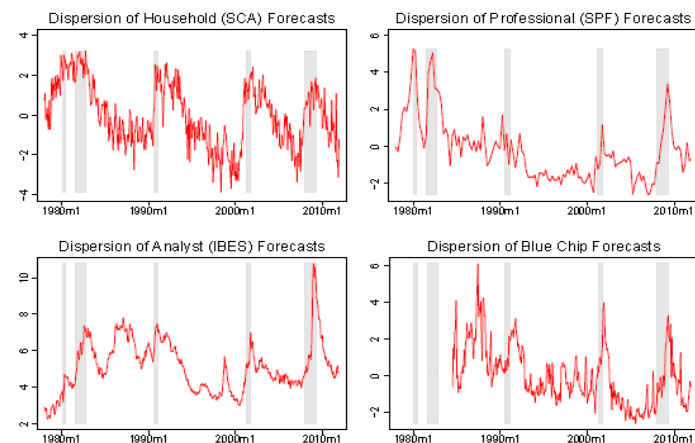 Dispersion of Household (SCA) Forecasts
4
2
0
-2
-4
1980m1 1990m1 2000m1 2010m1
Dispersion of Professional (SPF) Forecasts
6
4
2
0
-2
1980m1 1990m1 2000m1 2010m1
Dispersion of Analyst (IBES) Forecasts
10
8
6
4
2
1980m1 1990m1 2000m1 2010m1
Dispersion of Blue Chip Forecasts
6
4
2
0
-2
1980m1 1990m1 2000m1 2010m1